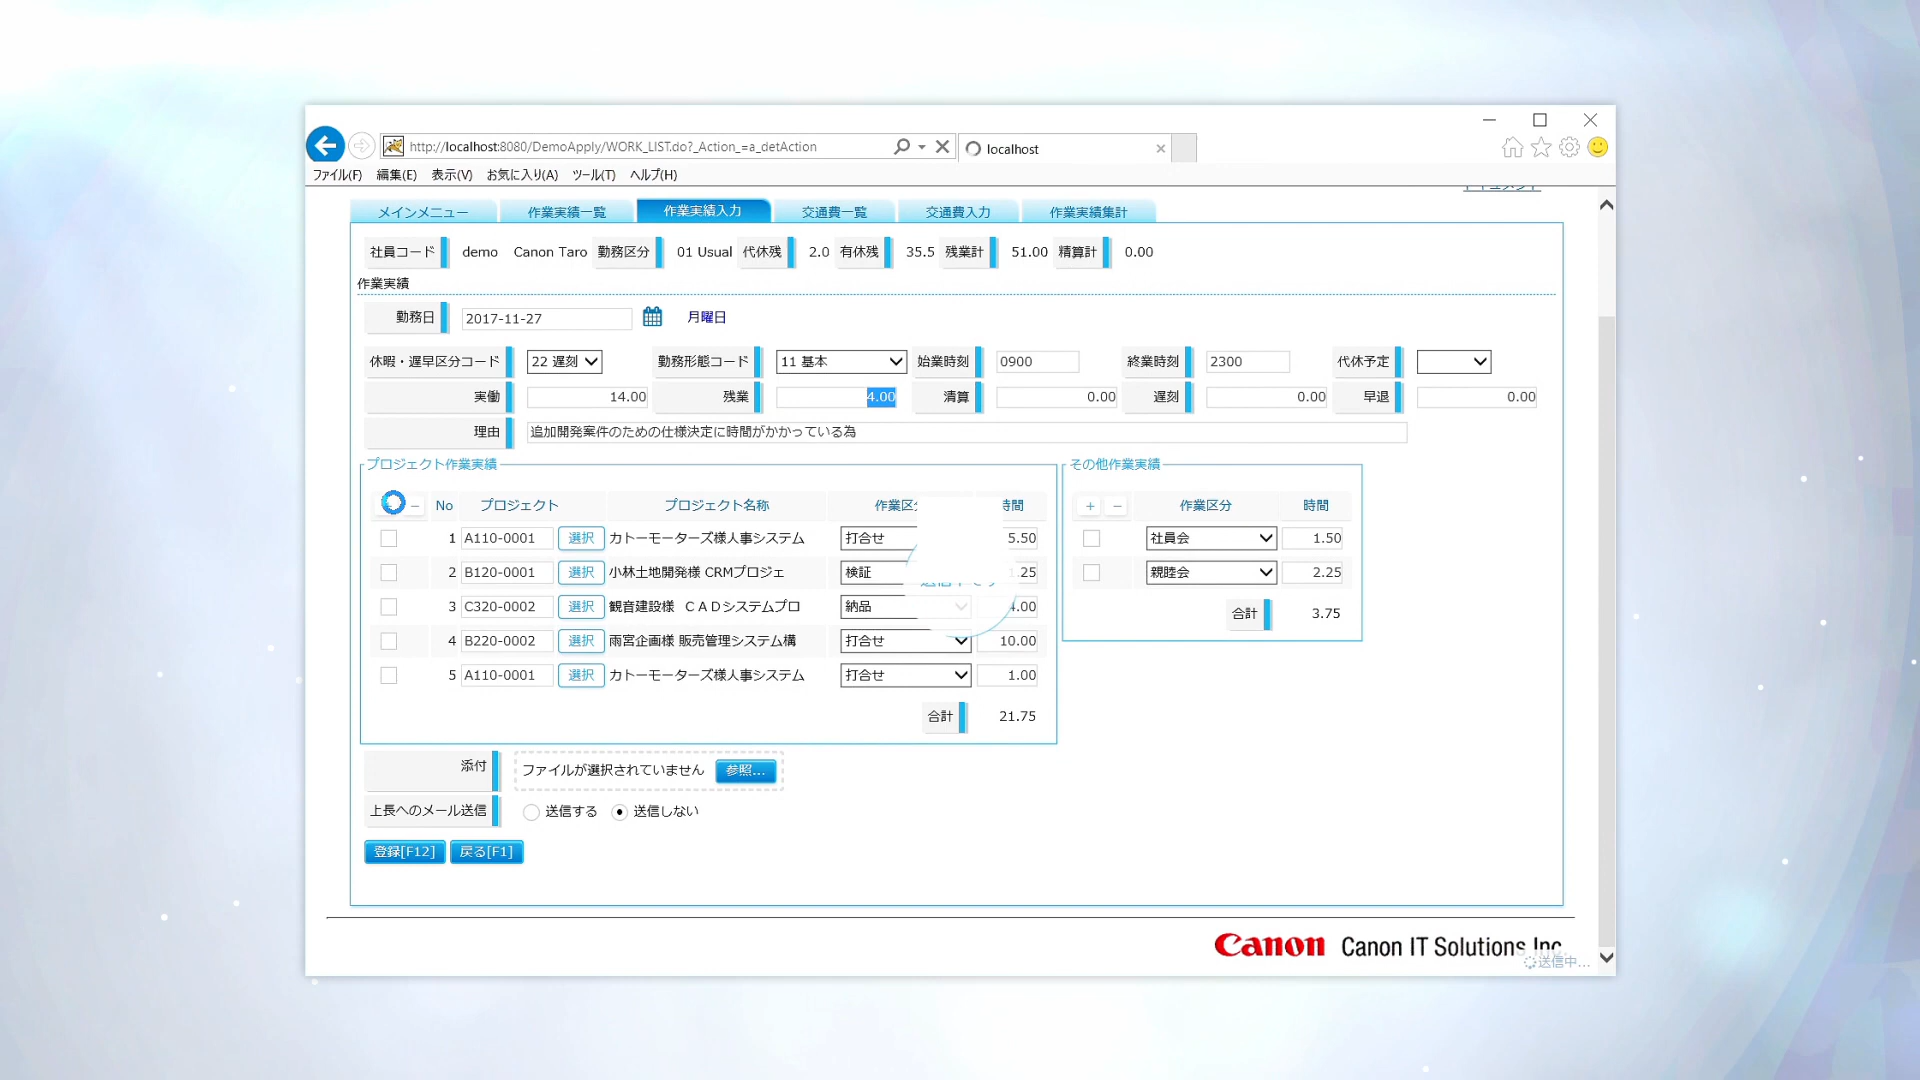 http://localhost:8080/DemoApply/WORK_LIST.do?_Action_=a_detAction
localhost
ファイル(F) 編集(E) 表示(V) お気に入り(A) ツール(T) ヘルプ(H)
メインメニュー 作業実績一覧 作業実績入力 交通費一覧 交通費入力 作業実績集計
社員コード demo Canon Taro 勤務区分 01 Usual 代休残 2.0 有休残 35.5 残業計 51.00 精算計 0.00
作業実績
勤務日 2017-11-27 月曜日
休暇・遅早区分コード 22 遅刻 勤務形態コード 11 基本 始業時刻 0900 終業時刻 2300 代休予定
実働 14.00 残業 4.00 清算 0.00 遅刻 0.00 早退 0.00
理由 追加開発案件のための仕様決定に時間がかかっている為
プロジェクト作業実績
No プロジェクト プロジェクト名称 作業区
1 A110-0001 選択 カトーモーターズ様人事システム 打合せ 5.50
2 B120-0001 選択 小林土地開発様 CRMプロジェ 検証 .25
3 C320-0002 選択 観音建設様 ＣＡＤシステムプロ 納品 4.00
4 B220-0002 選択 雨宮企画様 販売管理システム構 打合せ 10.00
5 A110-0001 選択 カトーモーターズ様人事システム 打合せ 1.00
合計 21.75
その他作業実績
+ − 作業区分 時間
社員会 1.50
親睦会 2.25
合計 3.75
添付 ファイルが選択されていません 参照...
上長へのメール送信 送信する 送信しない
登録[F12] 戻る[F1]
Canon Canon IT Solutions Inc.
送信中...